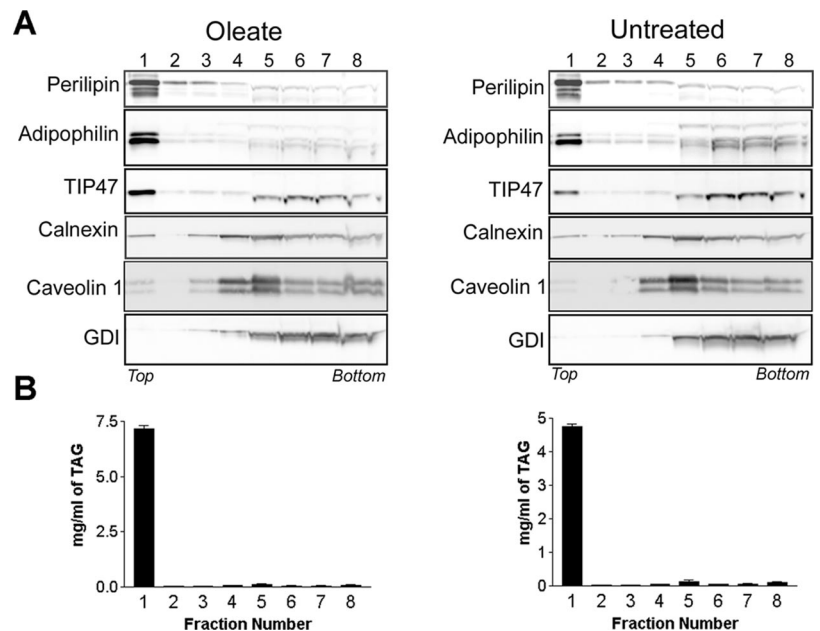 A
Oleate
1 2 3 4 5 6 7 8
Perilipin
Adipophilin
TIP47
Calnexin
Caveolin 1
GDI
Top Bottom
Untreated
1 2 3 4 5 6 7 8
Perilipin
Adipophilin
TIP47
Calnexin
Caveolin 1
GDI
Top Bottom
B
mg/ml of TAG
7.5
5.0
2.5
0.0
1 2 3 4 5 6 7 8
Fraction Number
mg/ml of TAG
5
4
3
2
1
0
1 2 3 4 5 6 7 8
Fraction Number